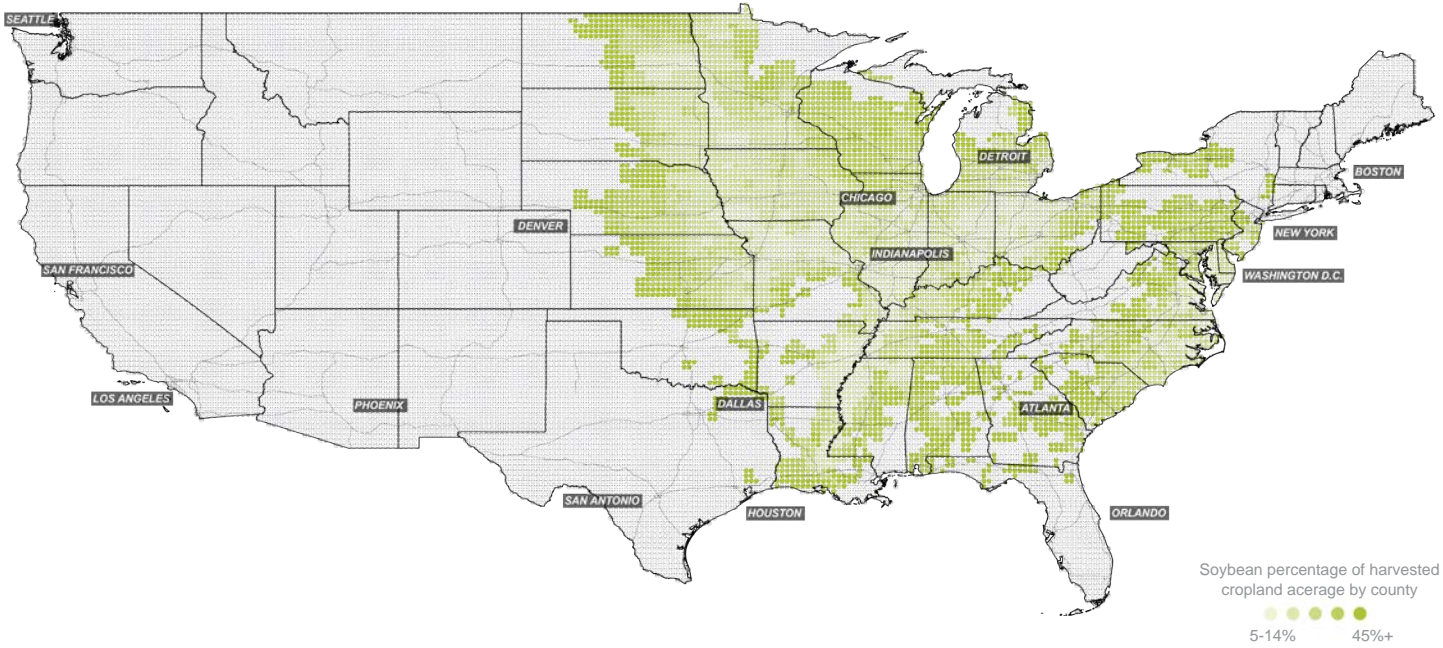 SEATTLE
DETROIT
BOSTON
CHICAGO
DENVER
NEW YORK
INDIANAPOLIS
SAN FRANCISCO
WASHINGTON D.C.
LOS ANGELES
PHOENIX
DALLAS
ATLANTA
SAN ANTONIO
HOUSTON
ORLANDO
Soybean percentage of harvested
cropland acerage by county
5-14% 45%+